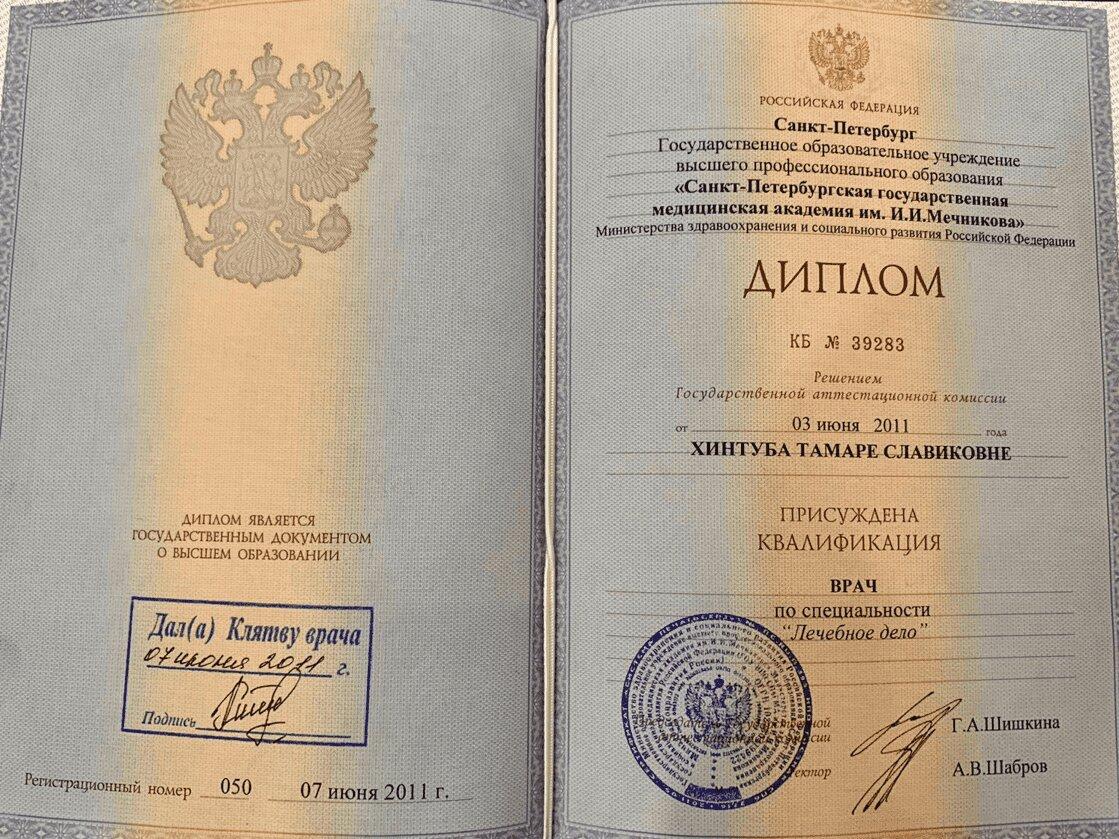 ДИПЛОМ ЯВЛЯЕТСЯ
ГОСУДАРСТВЕННЫМ ДОКУМЕНТОМ
О ВЫСШЕМ ОБРАЗОВАНИИ
Дал(а) Клятву врача
07 июня 2011 г.
Подпись
Регистрационный номер 050 07 июня 2011 г.
РОССИЙСКАЯ ФЕДЕРАЦИЯ
Санкт-Петербург
Государственное образовательное учреждение
высшего профессионального образования
«Санкт-Петербургская государственная
медицинская академия им. И.И.Мечникова»
Министерства здравоохранения и социального развития Российской Федерации
ДИПЛОМ
КБ № 39283
Решением
Государственной аттестационной комиссии
от 03 июня 2011 года
ХИНТУБА ТАМАРЕ СЛАВИКОВНЕ
ПРИСУЖДЕНА
КВАЛИФИКАЦИЯ
ВРАЧ
по специальности
“Лечебное дело”
Г.А.Шишкина
А.В.Шабров